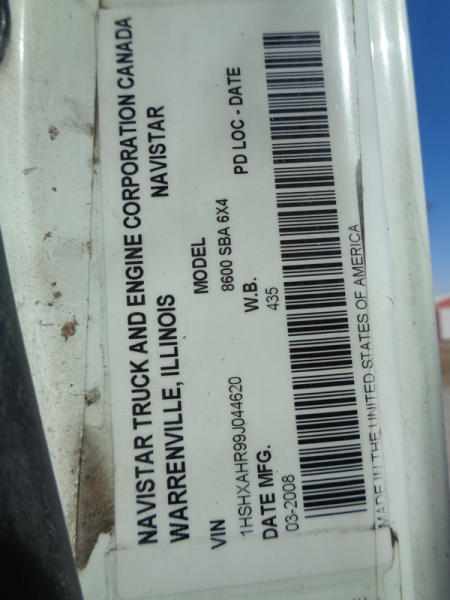 NAVISTAR TRUCK AND ENGINE CORPORATION CANADA
WARRENVILLE, ILLINOIS NAVISTAR
VIN MODEL
1HSHXAHR99J044620 8600 SBA 6X4
DATE MFG. W.B. PD LOC - DATE
03-2008 435
MADE IN THE UNITED STATES OF AMERICA